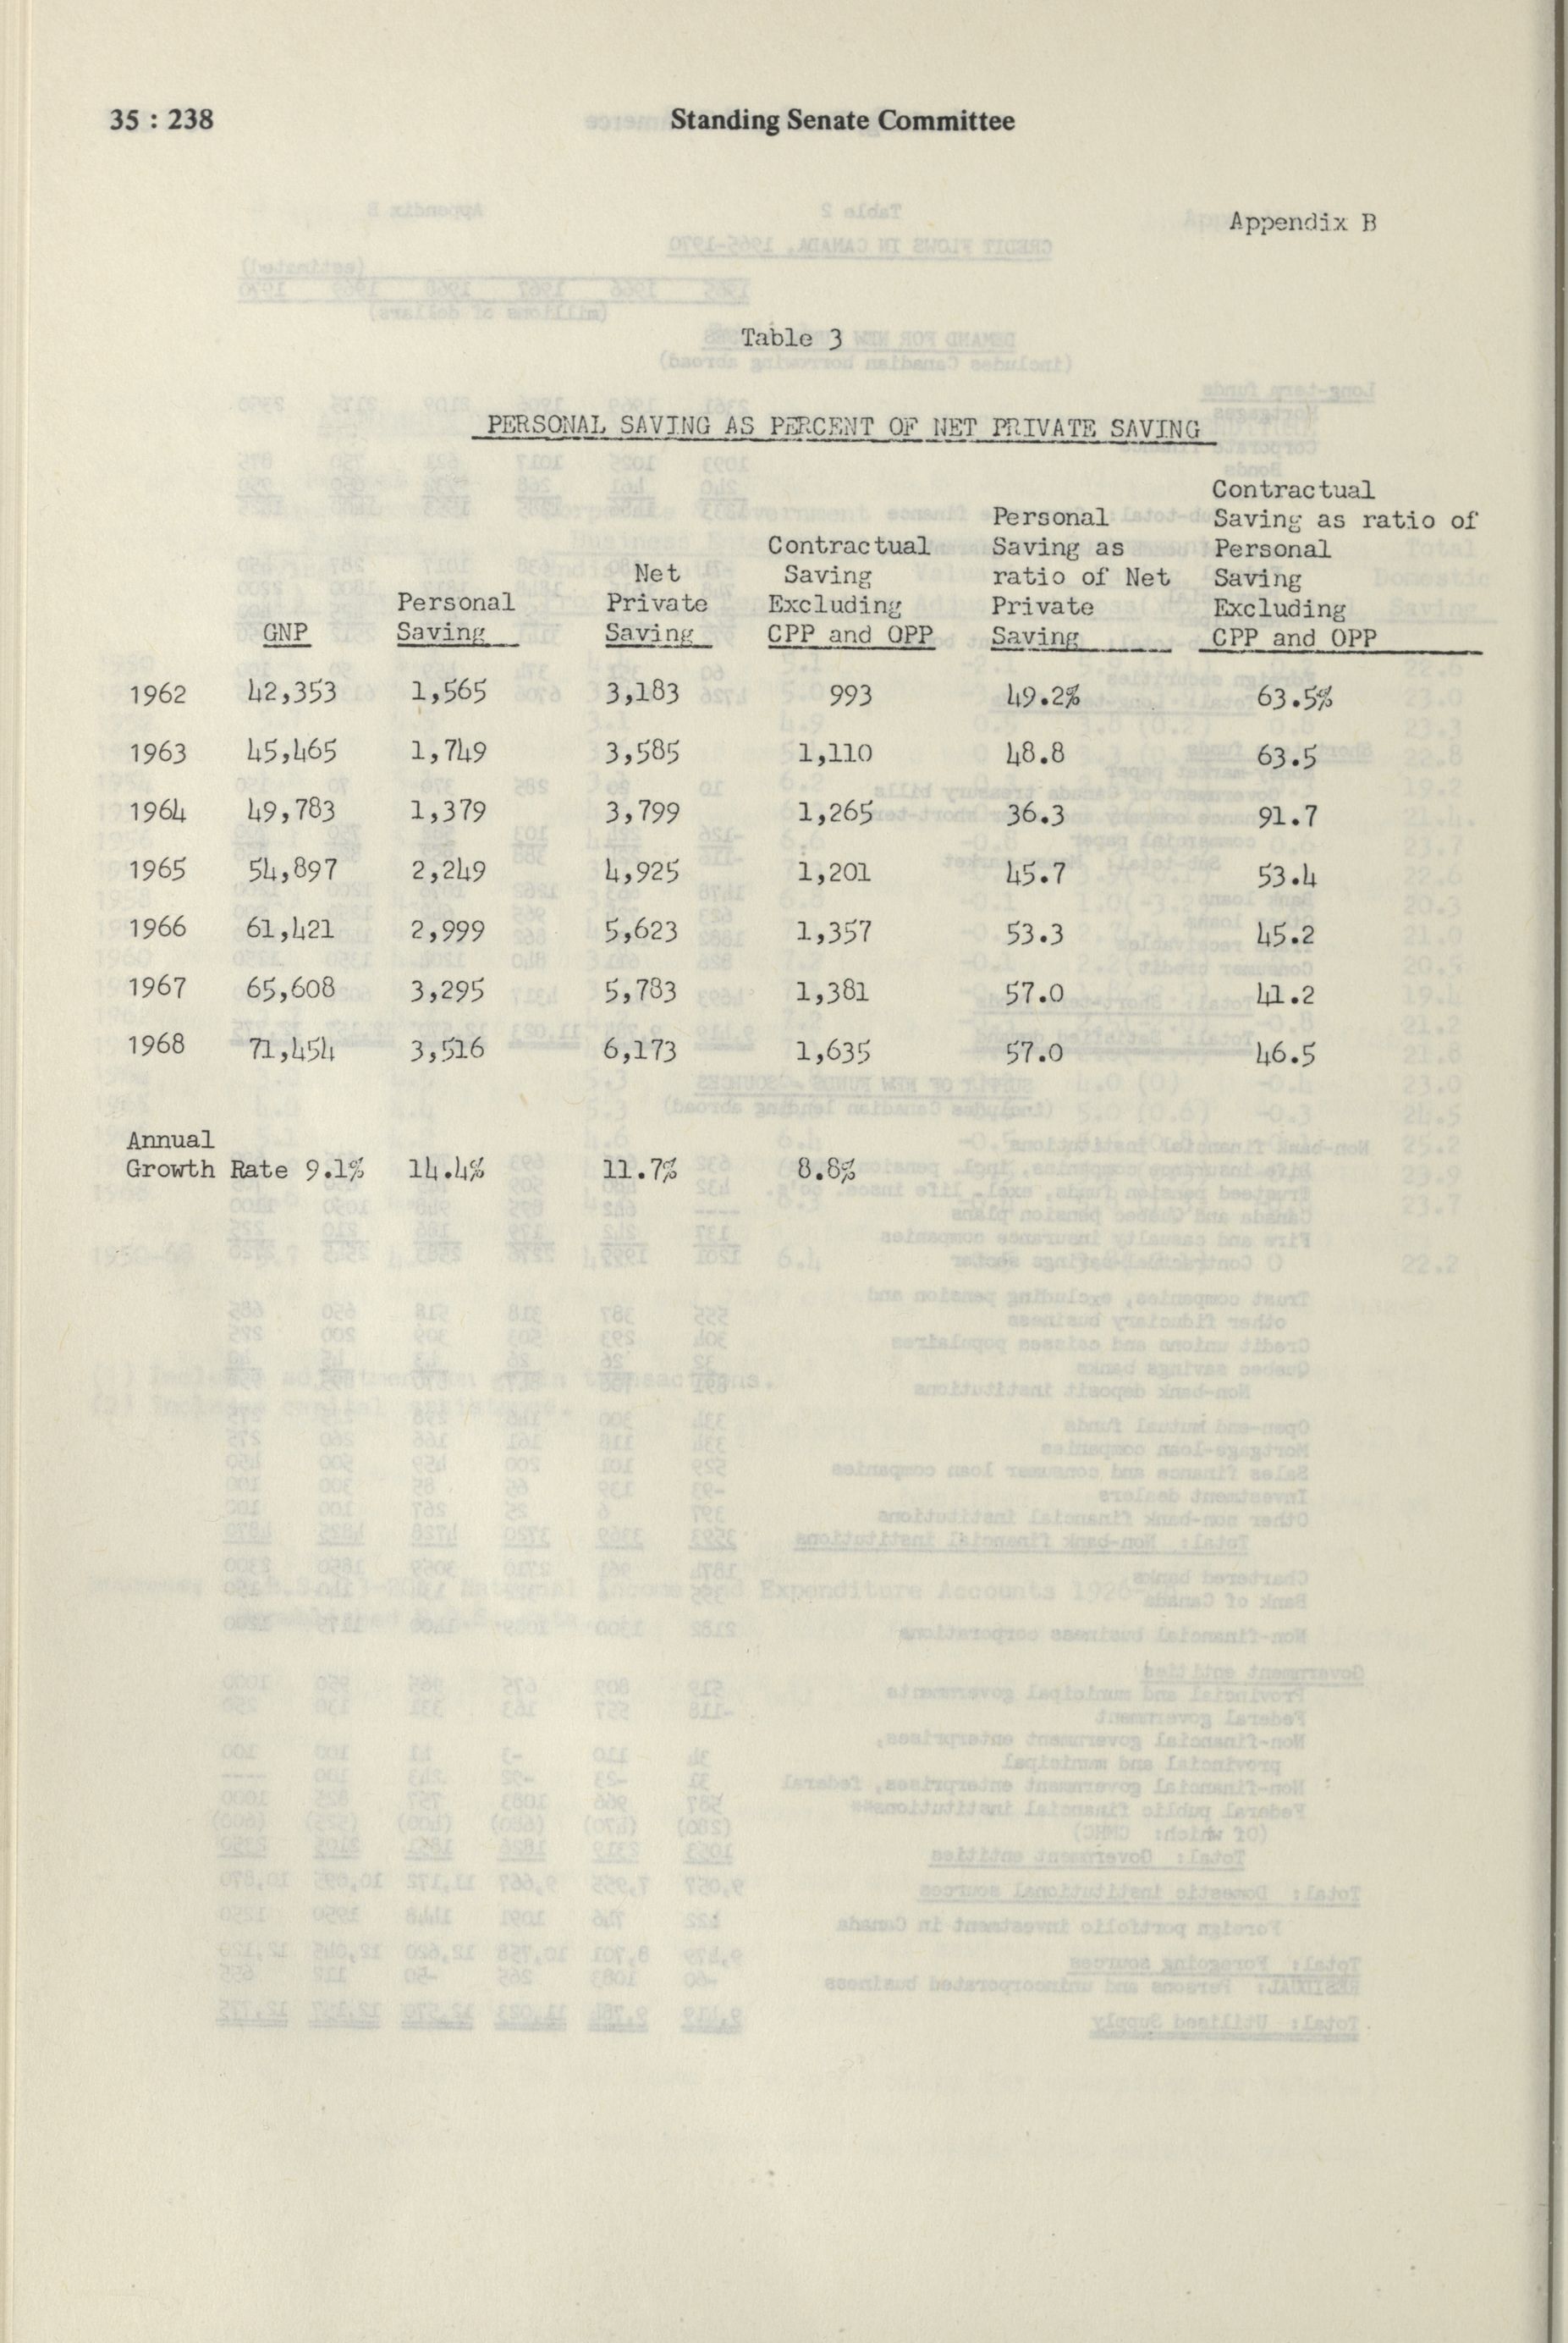 35 : 238
Standing Senate Committee
Appendix B
Table 3
PERSONAL SAVING AS PERCENT OF NET PRIVATE SAVING
GNP
Personal
Saving
Net
Private
Saving
Contractual
Saving
Excluding
CPP and OPP
Personal
Saving as
ratio of Net
Private
Saving
Contractual
Saving as ratio of
Personal
Saving
Excluding
CPP and OPP
1962 42,353 1,565 3,183 993 49.2% 63.5%
1963 45,465 1,749 3,585 1,110 48.8 63.5
1964 49,783 1,379 3,799 1,265 36.3 91.7
1965 54,897 2,249 4,925 1,201 45.7 53.4
1966 61,421 2,999 5,623 1,357 53.3 45.2
1967 65,608 3,295 5,783 1,381 57.0 41.2
1968 71,454 3,516 6,173 1,635 57.0 46.5
Annual
Growth Rate 9.1% 14.4% 11.7% 8.8%